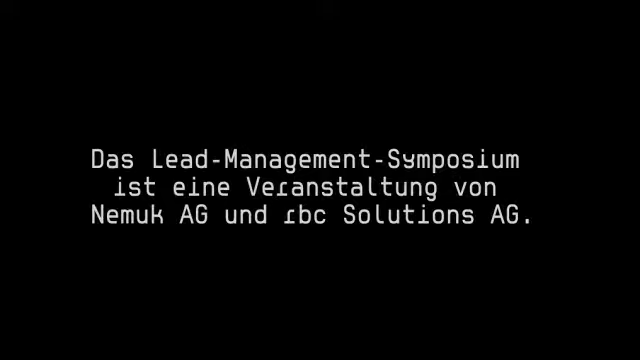 Das Lead-Management-Symposium
ist eine Veranstaltung von
Nemuk AG und rbc Solutions AG.